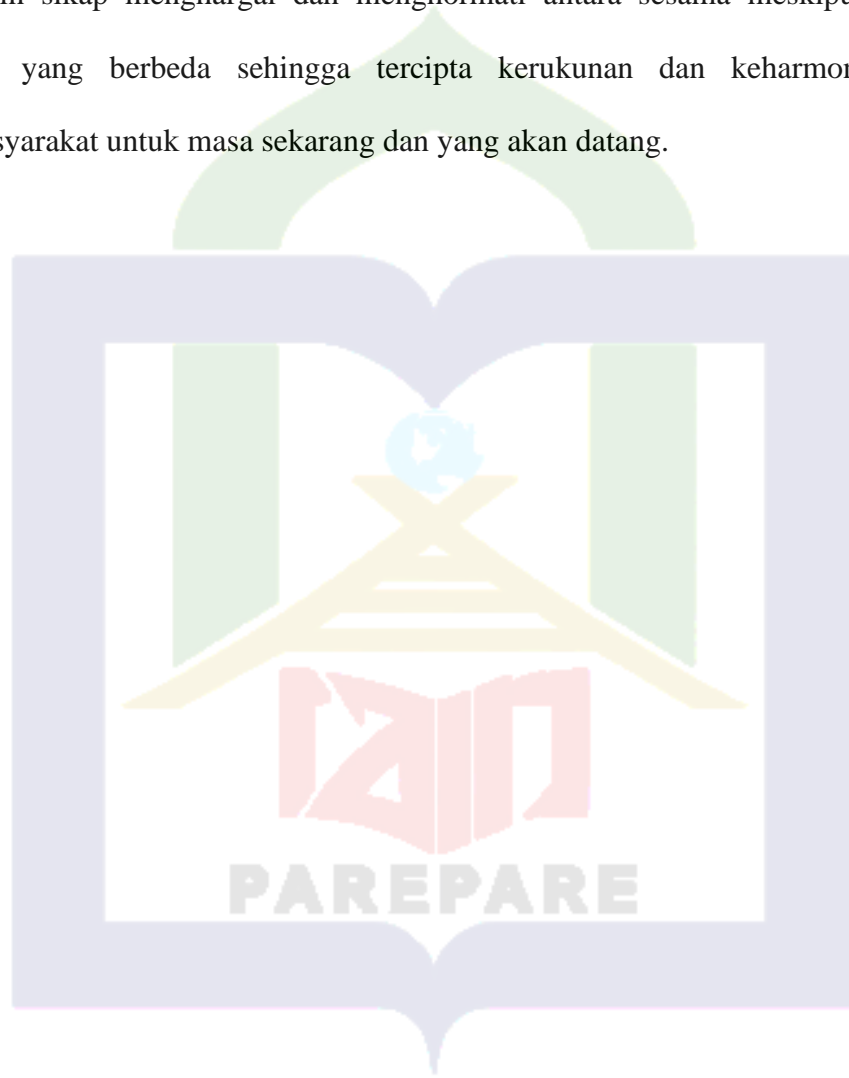 sikap menghargai dan menghormati antara sesama
yang berbeda sehingga tercipta kerukunan dan
untuk masa sekarang dan yang akan datang.
iain
PAREPARE